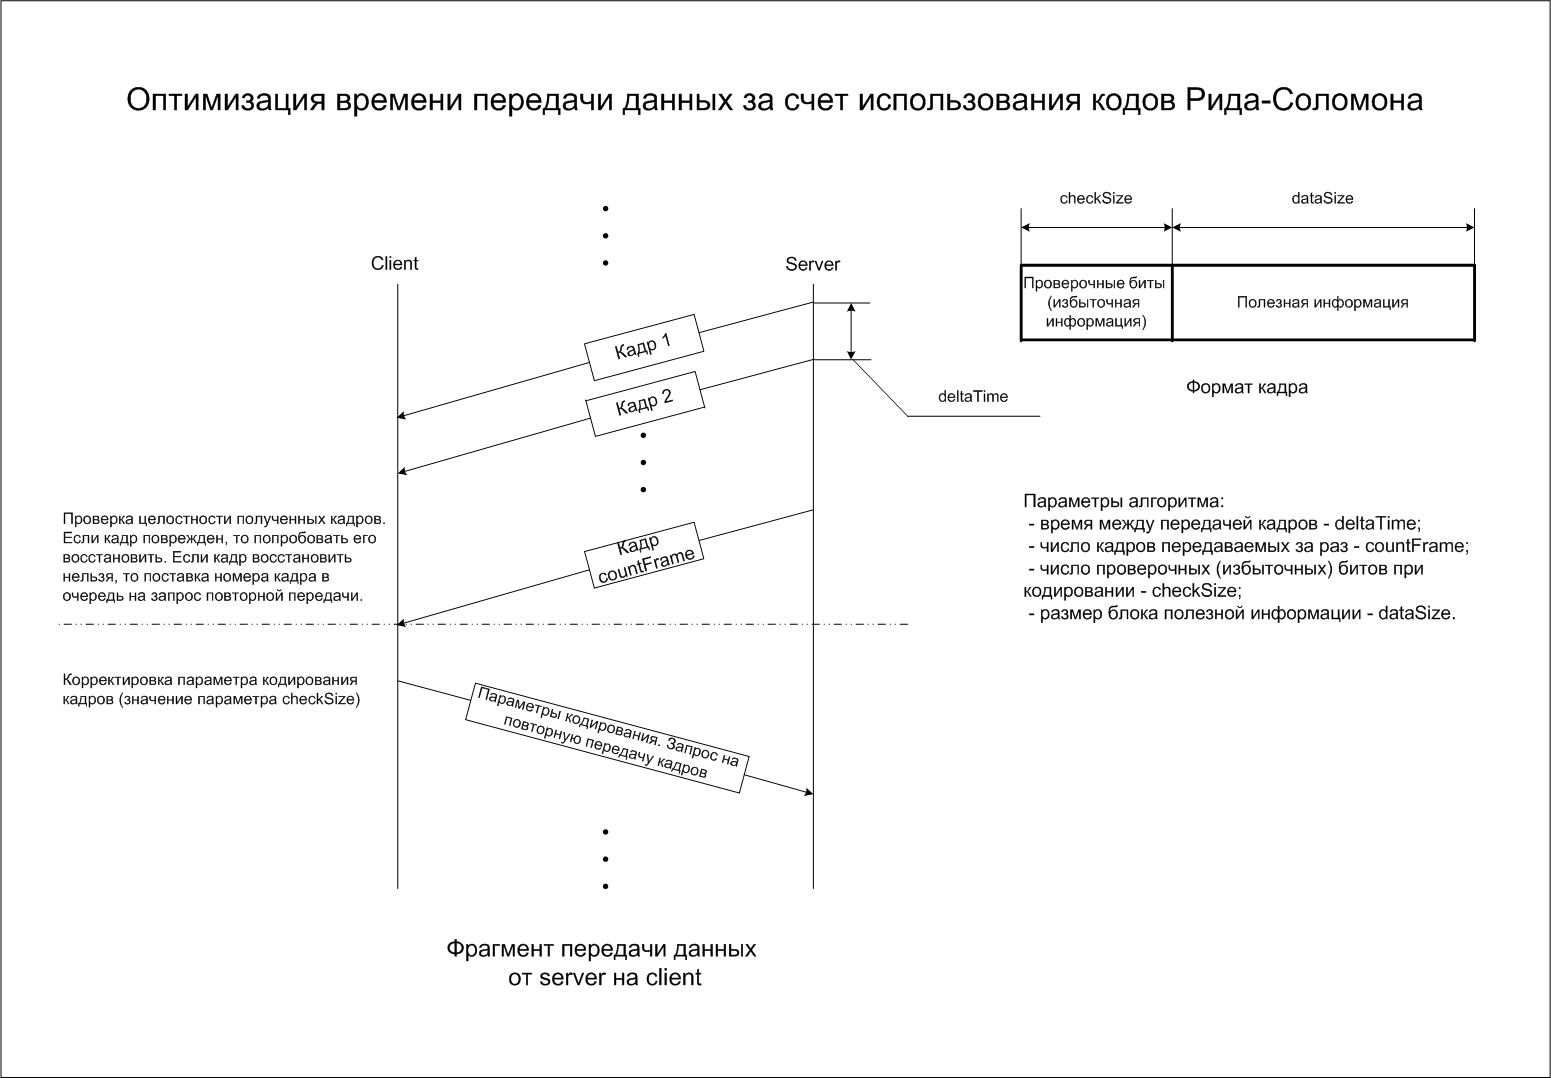 Оптимизация времени передачи данных за счет использования кодов Рида-Соломона
checkSize
dataSize
Client
Server
Проверочные биты
(избыточная
информация)
Полезная информация
Кадр 1
Формат кадра
Кадр 2
deltaTime
Параметры алгоритма:
- время между передачей кадров - deltaTime;
- число кадров передаваемых за раз - countFrame;
- число проверочных (избыточных) битов при
кодировании - checkSize;
- размер блока полезной информации - dataSize.
Проверка целостности полученных кадров.
Если кадр поврежден, то попробовать его
восстановить. Если кадр восстановить
нельзя, то поставка номера кадра в
очередь на запрос повторной передачи.
Кадр
countFrame
Корректировка параметра кодирования
кадров (значение параметра checkSize)
Параметры кодирования. Запрос на
повторную передачу кадров
Фрагмент передачи данных
от server на client